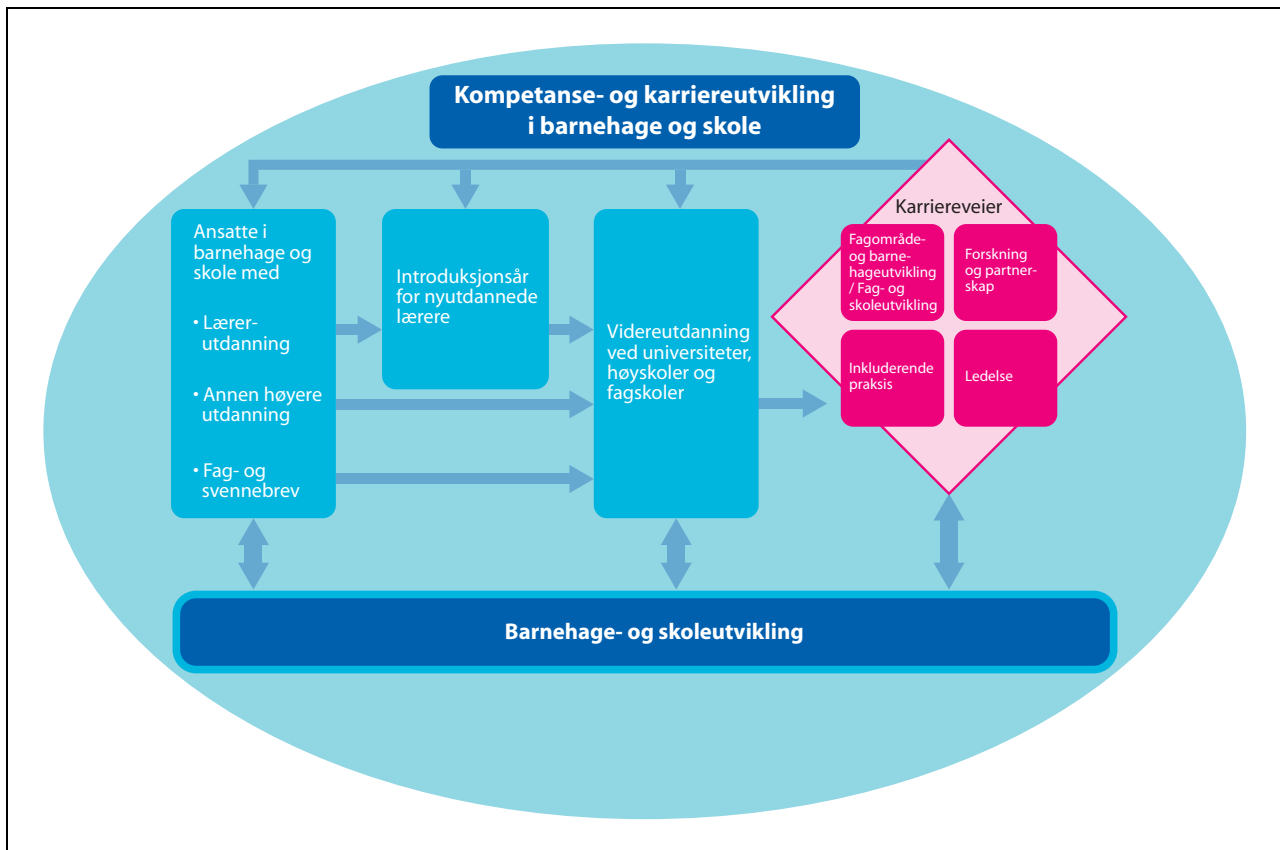 Kompetanse- og karriereutvikling
i barnehage og skole
Ansatte i
barnehage og
skole med
• Lærer-
utdanning
• Annen høyere
utdanning
• Fag- og
svennebrev
Introduksjonsår
for nyutdannede
lærere
Videreutdanning
ved universiteter,
høyskoler og
fagskoler
Karriereveier
Fagområde-
og barne-
hageutvikling
/ Fag- og
skoleutvikling
Forskning
og partner-
skap
Inkluderende
praksis
Ledelse
Barnehage- og skoleutvikling